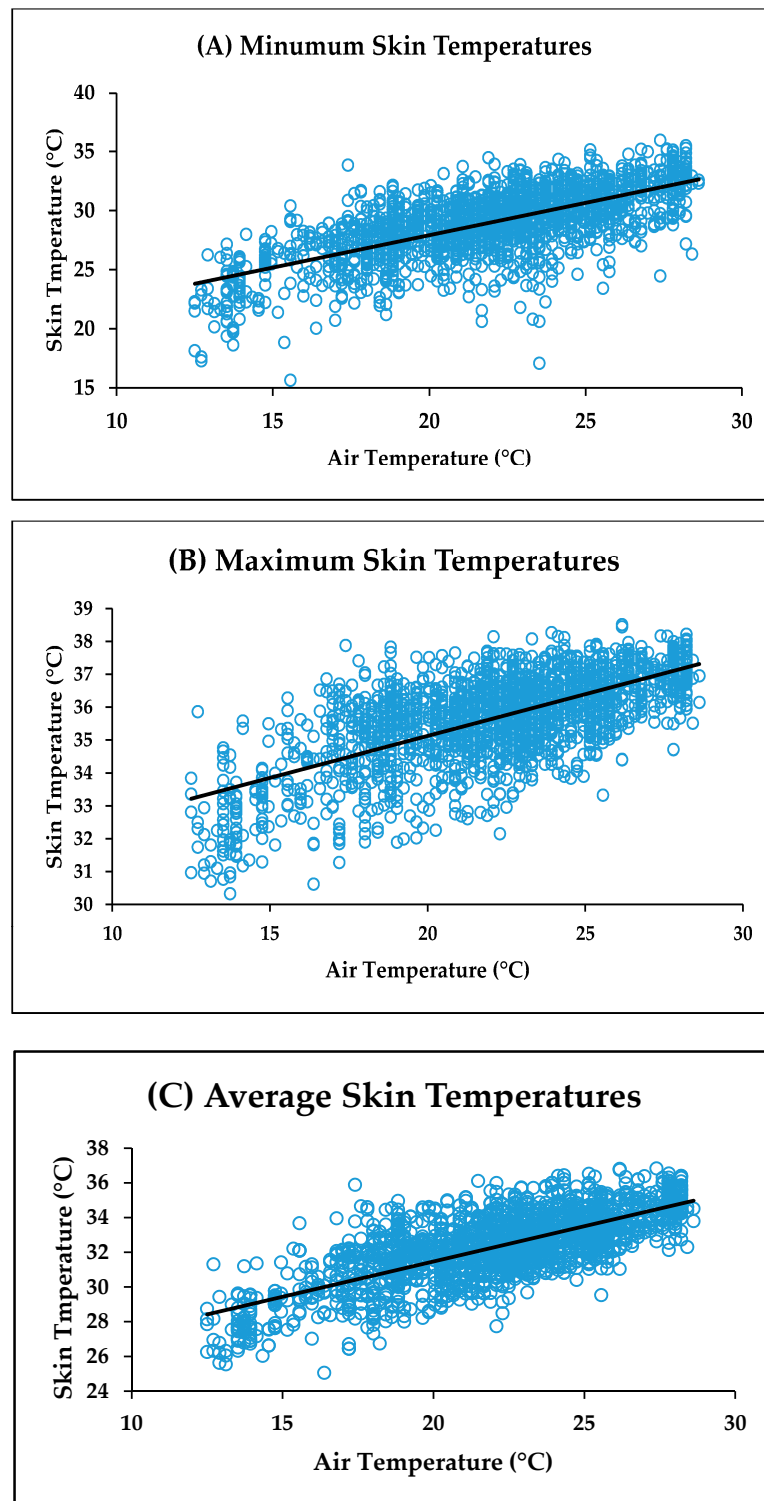 (A) Minumum Skin Temperatures
40
35
30
25
20
15
Skin Tmperature (°C)
10 15 20 25 30
Air Temperature (°C)
(B) Maximum Skin Temperatures
39
38
37
36
35
34
33
32
31
30
Skin Tmperature (°C)
10 15 20 25 30
Air Temperature (°C)
(C) Average Skin Temperatures
38
36
34
32
30
28
26
24
Skin Tmperature (°C)
10 15 20 25 30
Air Temperature (°C)